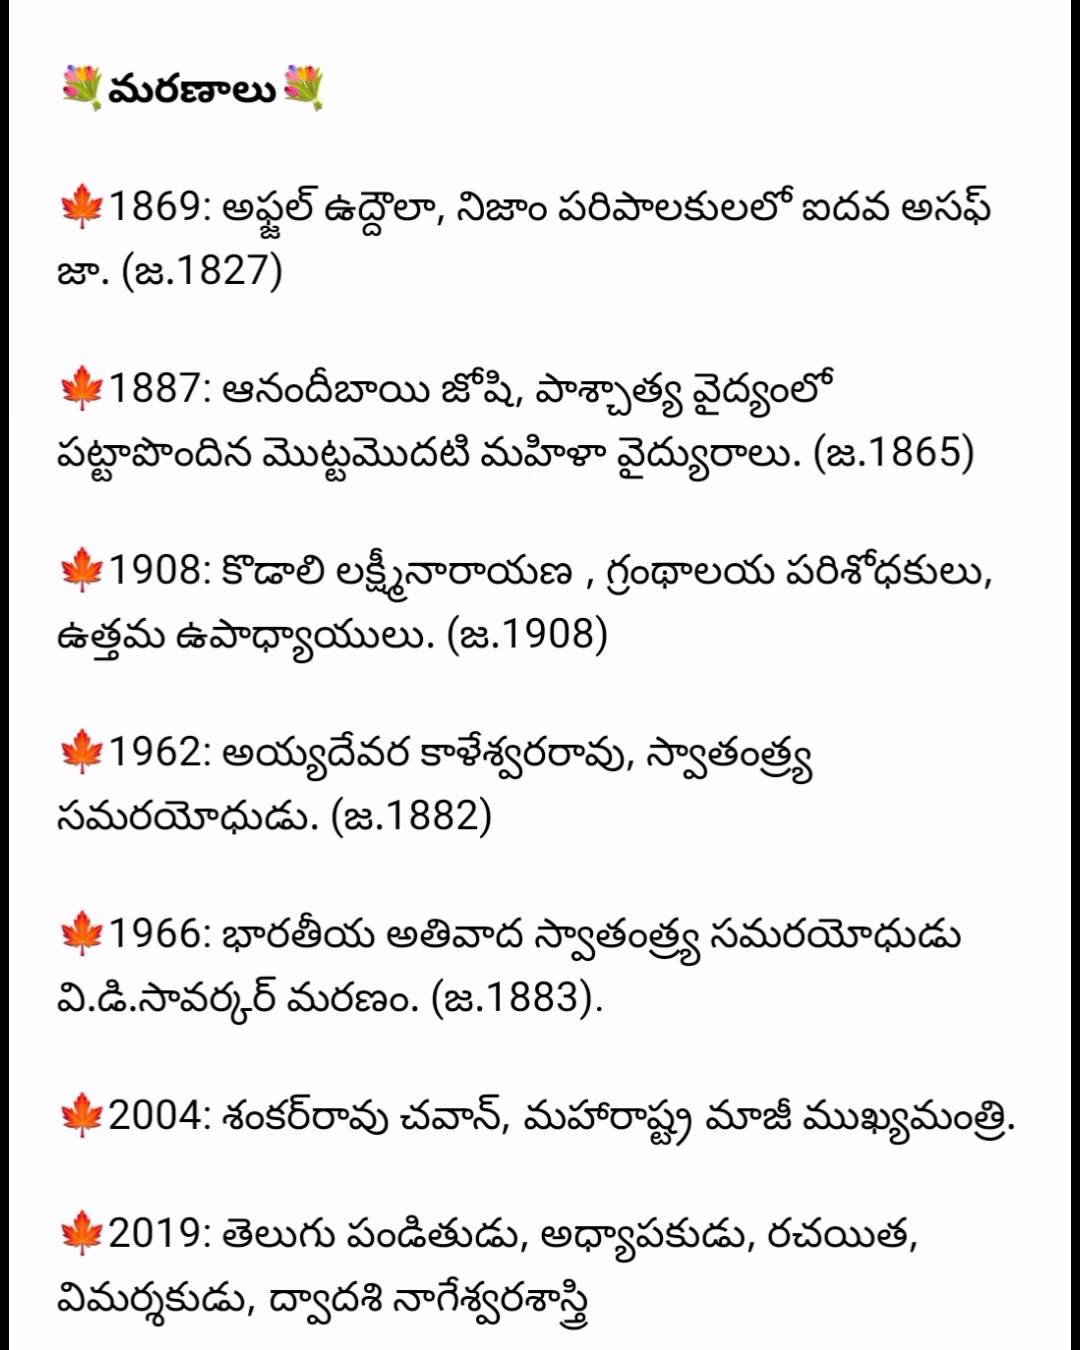 💐మరణాలు💐
🍁1869: అఫ్జల్ ఉద్దౌలా, నిజాం పరిపాలకులలో ఐదవ అసఫ్
జా. (జ.1827)
🍁1887: ఆనందీబాయి జోషి, పాశ్చాత్య వైద్యంలో
పట్టాపొందిన మొట్టమొదటి మహిళా వైద్యురాలు. (జ.1865)
🍁1908: కొడాలి లక్ష్మీనారాయణ , గ్రంథాలయ పరిశోధకులు,
ఉత్తమ ఉపాధ్యాయులు. (జ.1908)
🍁1962: అయ్యదేవర కాళేశ్వరరావు, స్వాతంత్ర్య
సమరయోధుడు. (జ.1882)
🍁1966: భారతీయ అతివాద స్వాతంత్ర్య సమరయోధుడు
వి.డి.సావర్కర్ మరణం. (జ.1883).
🍁2004: శంకర్‌రావు చవాన్, మహారాష్ట్ర మాజీ ముఖ్యమంత్రి.
🍁2019: తెలుగు పండితుడు, అధ్యాపకుడు, రచయిత,
విమర్శకుడు, ద్వాదశి నాగేశ్వరశాస్త్రి